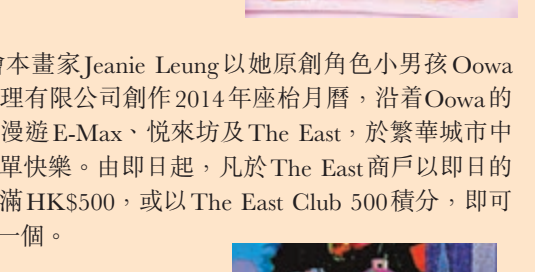 本畫家Jeanie Leung以她原創角色小男孩Oowa
理有限公司創作2014年座枱月曆，沿着Oowa的
漫遊E-Max、悦來坊及The East，於繁華城市中
單快樂。由即日起，凡於The East商戶以即日的
滿HK$500，或以The East Club 500積分，即可
一個。